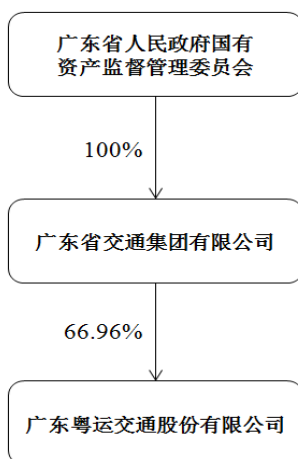 广东省人民政府国有
资产监督管理委员会
100%
广东省交通集团有限公司
66.96%
广东粤运交通股份有限公司